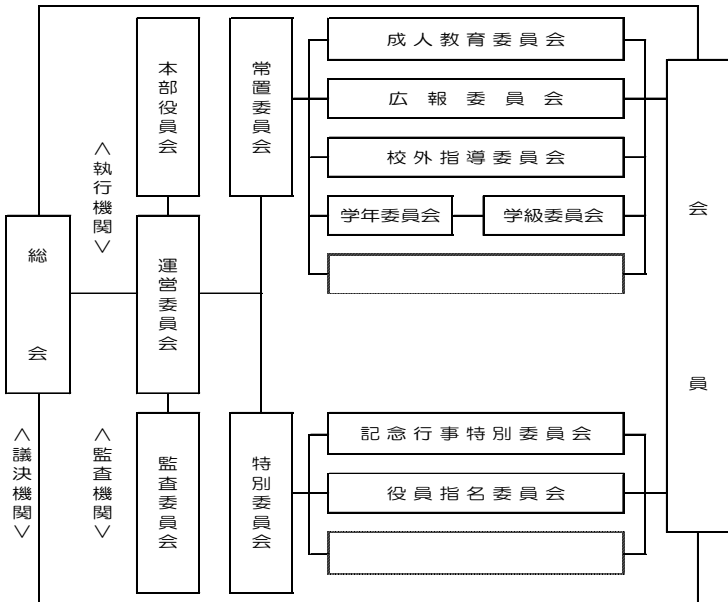 総会
<議決機関>
<執行機関>
<監査機関>
本部役員会
運営委員会
監査委員会
常置委員会
特別委員会
成人教育委員会
広報委員会
校外指導委員会
学年委員会
学級委員会
記念行事特別委員会
役員指名委員会
会員